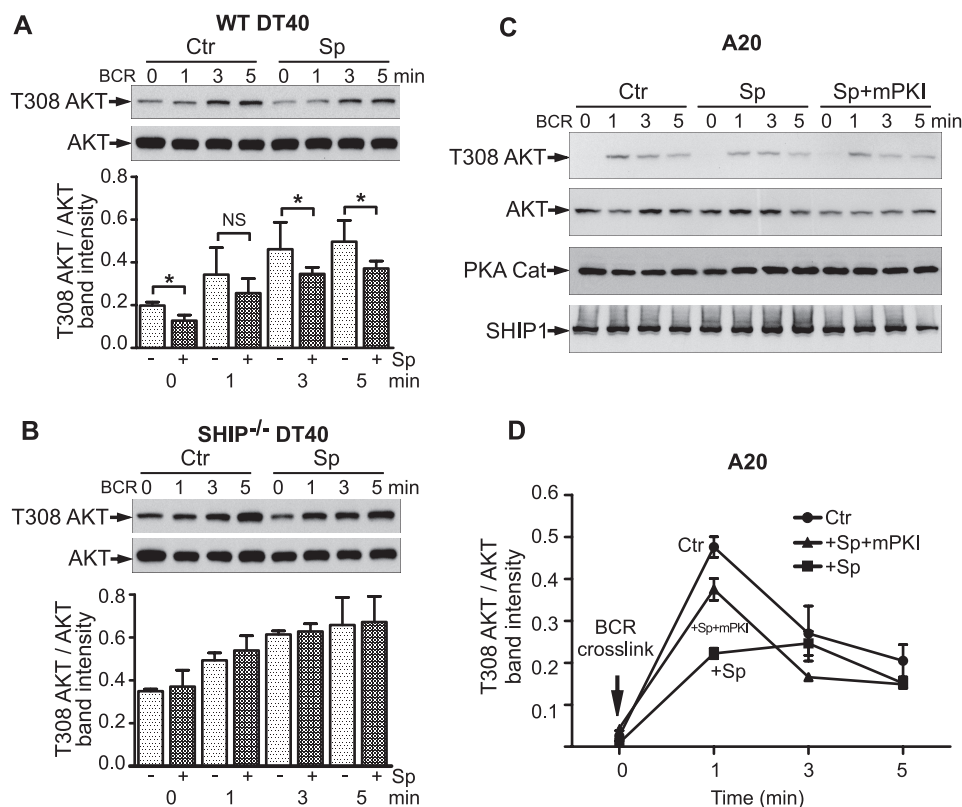 A
WT DT40
Ctr Sp
BCR 0 1 3 5 0 1 3 5 min
T308 AKT
AKT
T308 AKT / AKT
band intensity
0.8
0.6
0.4
0.2
0.0
* NS * *
- + - + - + - + Sp
0 1 3 5 min
B
SHIP-/- DT40
Ctr Sp
BCR 0 1 3 5 0 1 3 5 min
T308 AKT
AKT
T308 AKT / AKT
band intensity
0.8
0.6
0.4
0.2
0.0
- + - + - + - + Sp
0 1 3 5 min
C
A20
Ctr Sp Sp+mPKI
BCR 0 1 3 5 0 1 3 5 0 1 3 5 min
T308 AKT
AKT
PKA Cat
SHIP1
D
A20
T308 AKT / AKT
band intensity
0.6
0.5
0.4
0.3
0.2
0.1
Ctr
+Sp+mPKI
+Sp
Ctr
+Sp+mPKI
+Sp
BCR
crosslink
0 1 3 5
Time (min)